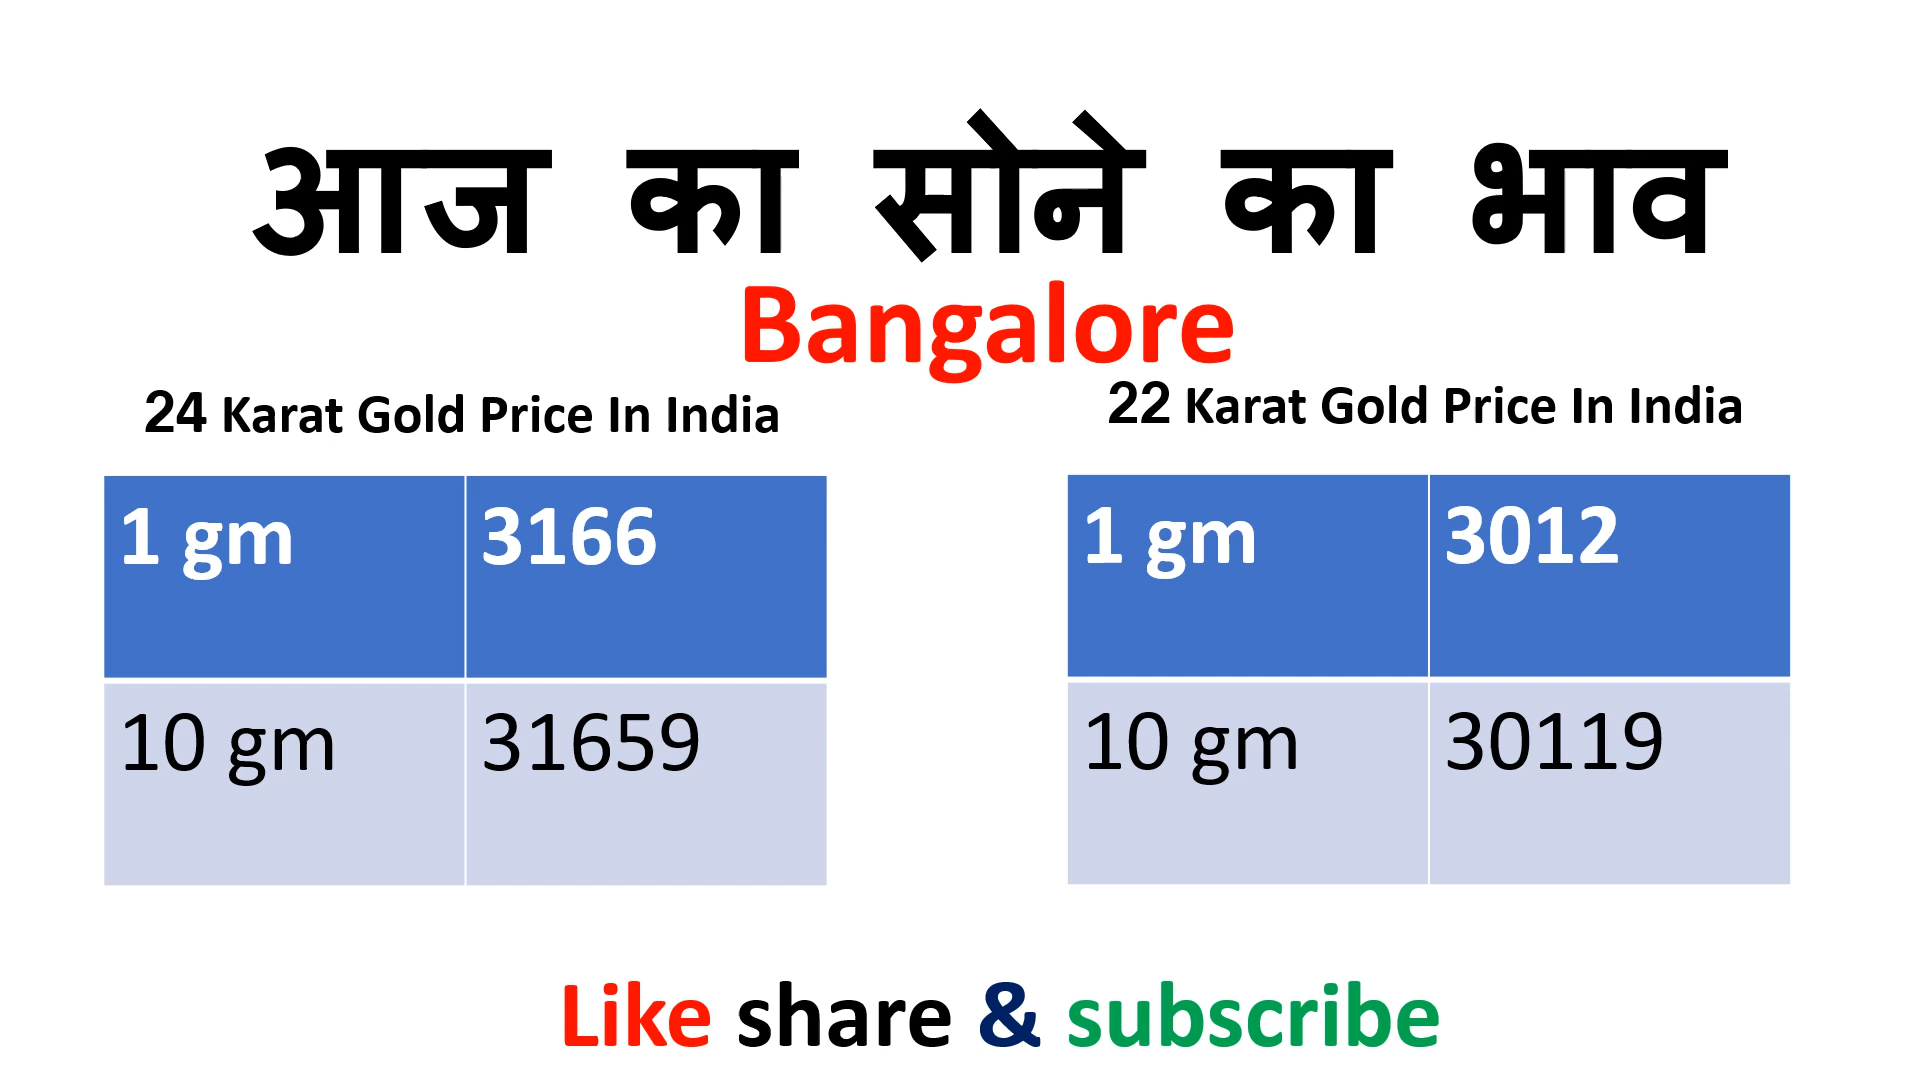 आज का सोने का भाव
Bangalore
24 Karat Gold Price In India
1 gm 3166
10 gm 31659
22 Karat Gold Price In India
1 gm 3012
10 gm 30119
Like share & subscribe